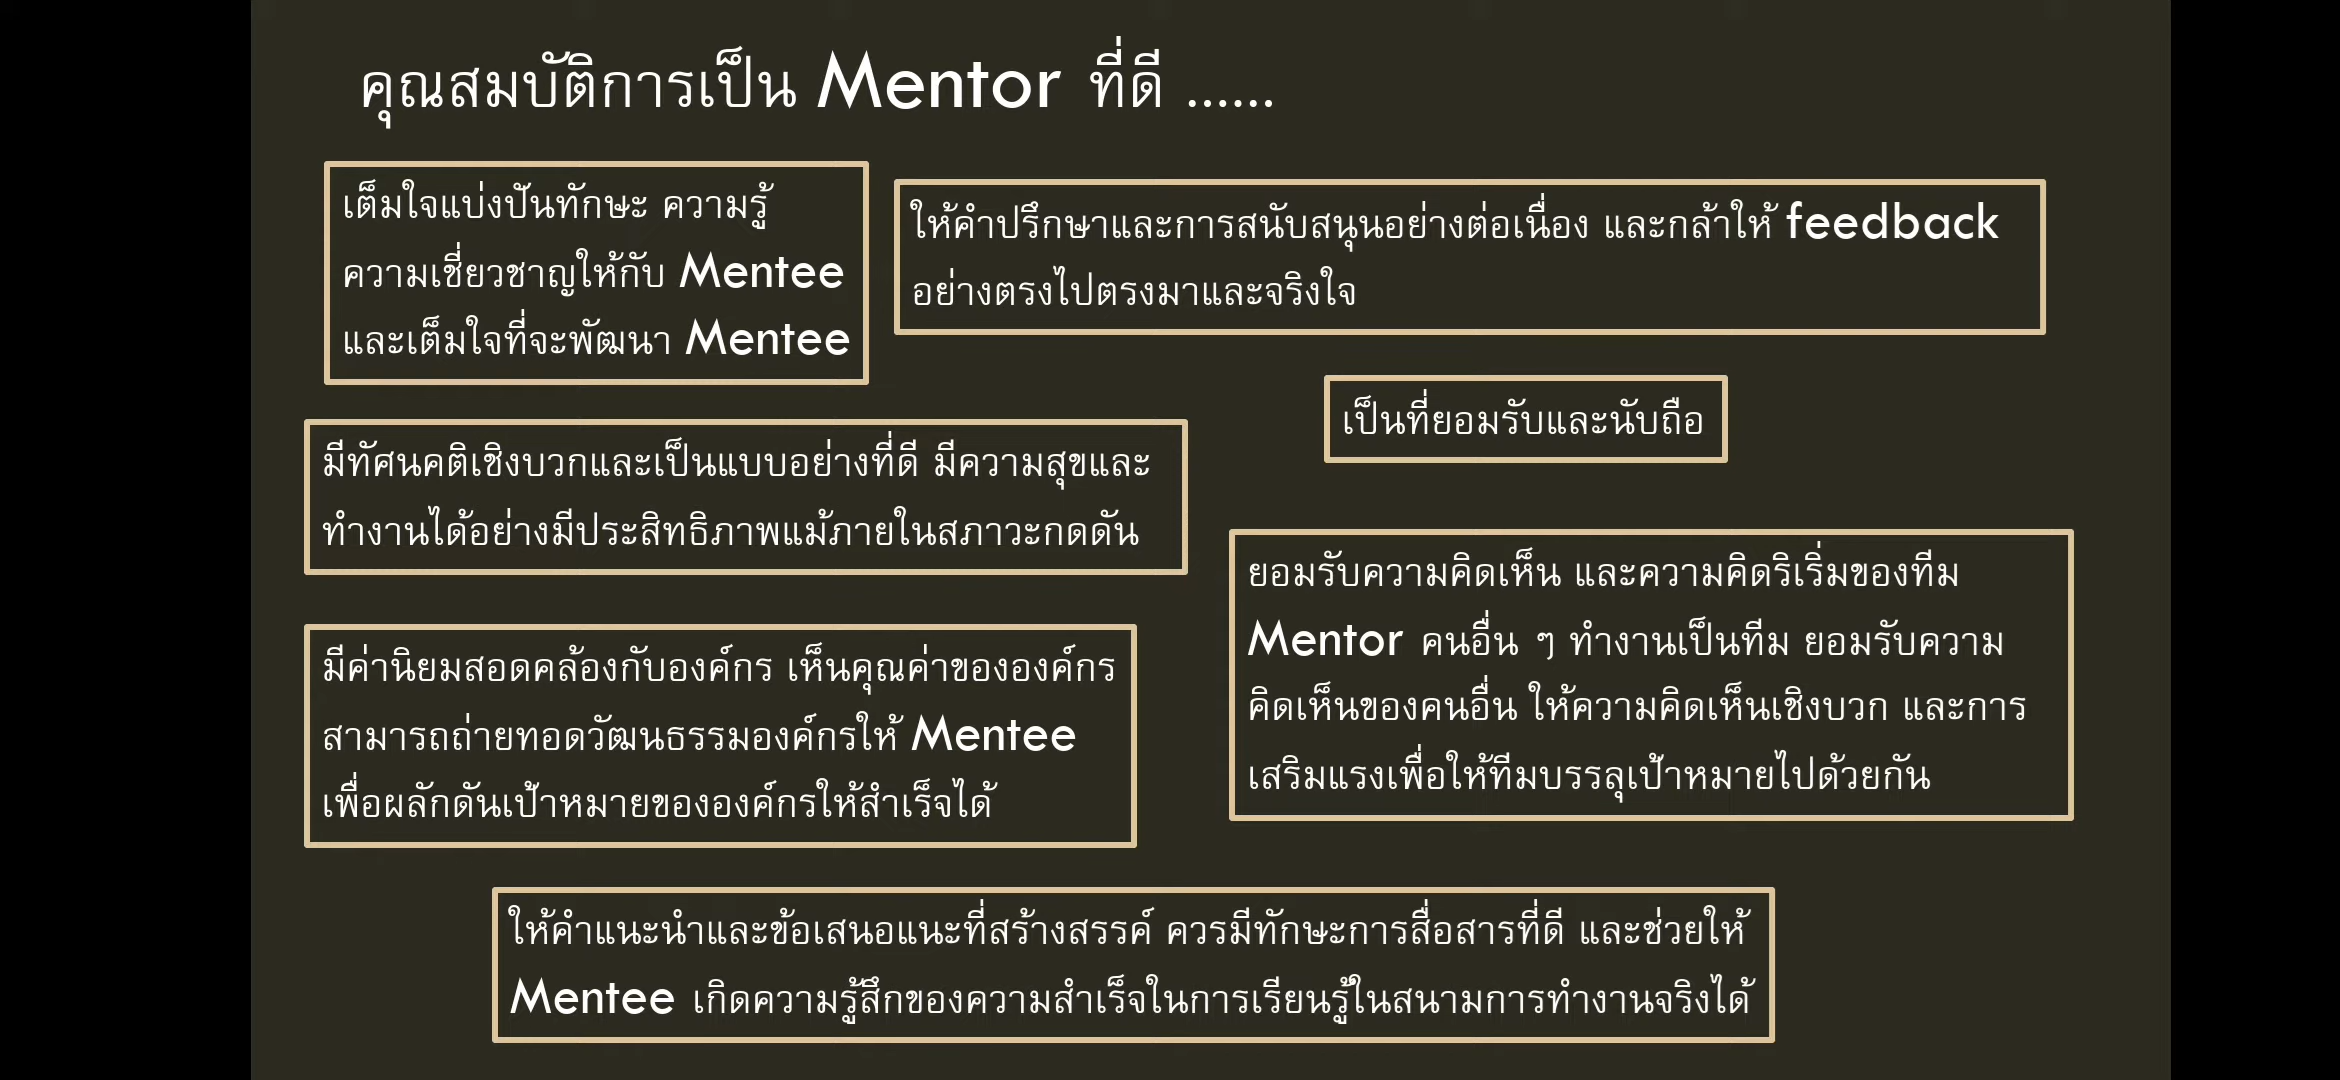 คุณสมบัติการเป็น Mentor ที่ดี ......
เต็มใจแบ่งปันทักษะ ความรู้
ความเชี่ยวชาญให้กับ Mentee
และเต็มใจที่จะพัฒนา Mentee
ให้คำปรึกษาและการสนับสนุนอย่างต่อเนื่อง และกล้าให้ feedback
อย่างตรงไปตรงมาและจริงใจ
เป็นที่ยอมรับและนับถือ
มีทัศนคติเชิงบวกและเป็นแบบอย่างที่ดี มีความสุขและ
ทำงานได้อย่างมีประสิทธิภาพแม้ภายในสภาวะกดดัน
ยอมรับความคิดเห็น และความคิดริเริ่มของทีม
Mentor คนอื่น ๆ ทำงานเป็นทีม ยอมรับความ
คิดเห็นของคนอื่น ให้ความคิดเห็นเชิงบวก และการ
เสริมแรงเพื่อให้ทีมบรรลุเป้าหมายไปด้วยกัน
มีค่านิยมสอดคล้องกับองค์กร เห็นคุณค่าขององค์กร
สามารถถ่ายทอดวัฒนธรรมองค์กรให้ Mentee
เพื่อผลักดันเป้าหมายขององค์กรให้สำเร็จได้
ให้คำแนะนำและข้อเสนอแนะที่สร้างสรรค์ ควรมีทักษะการสื่อสารที่ดี และช่วยให้
Mentee เกิดความรู้สึกของความสำเร็จในการเรียนรู้ในสนามการทำงานจริงได้